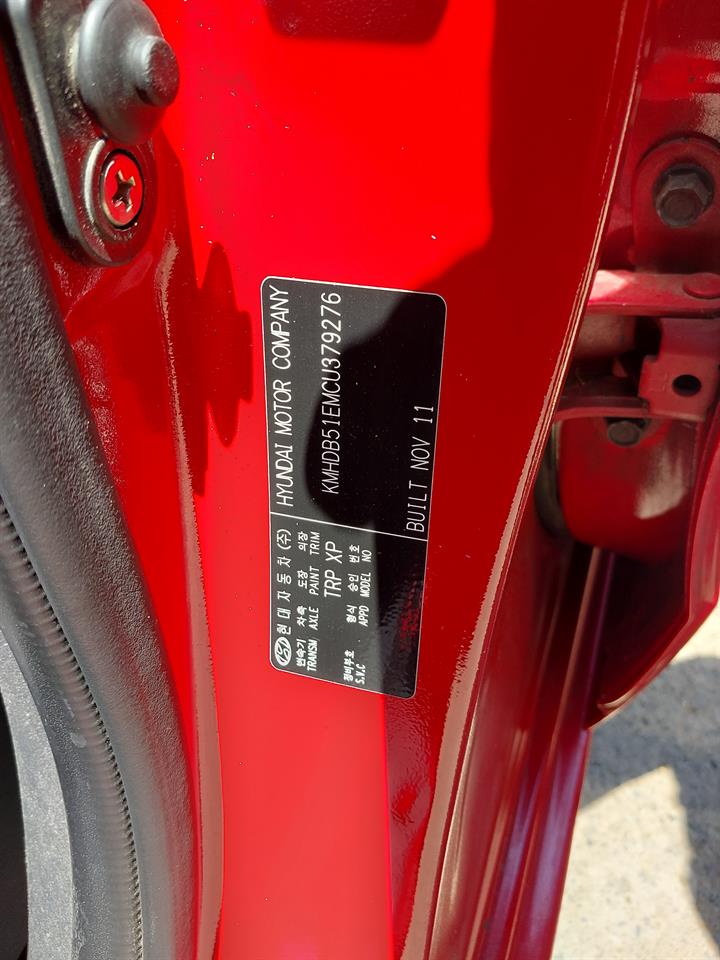 HYUNDAI MOTOR COMPANY
KMHDB51EMCU379276
BUILT NOV 11
현대자동차(주)
변속기 차축 도장 의장
TRANSM AXLE PAINT TRIM
TRP XP
형식 승인 번호
APPD MODEL NO
정비부호
S.V.C